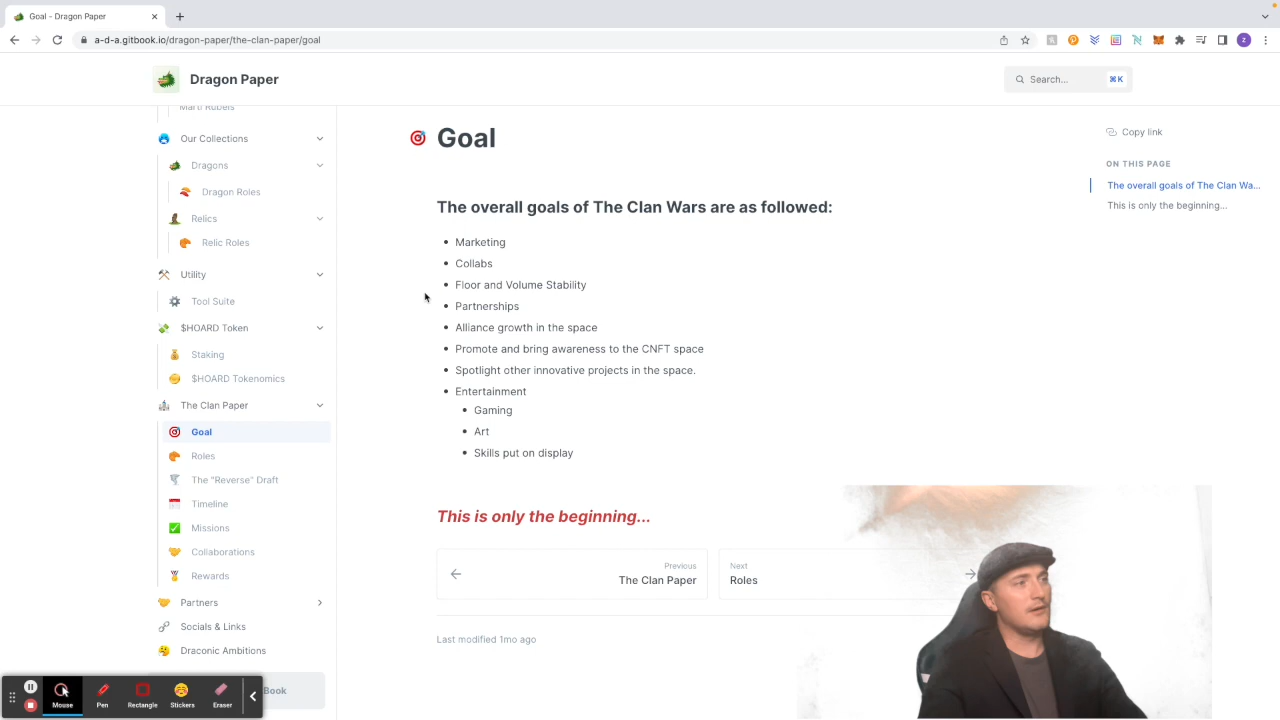 Goal - Dragon Paper
a-d-a.gitbook.io/dragon-paper/the-clan-paper/goal
Z
Dragon Paper
Search...
⌘K
Marti Rubels
Our Collections
Dragons
Dragon Roles
Relics
Relic Roles
Utility
Tool Suite
$HOARD Token
Staking
$HOARD Tokenomics
The Clan Paper
Goal
Roles
The "Reverse" Draft
Timeline
Missions
Collaborations
Rewards
Partners
Socials & Links
Draconic Ambitions
Book
Goal
The overall goals of The Clan Wars are as followed:
Marketing
Collabs
Floor and Volume Stability
Partnerships
Alliance growth in the space
Promote and bring awareness to the CNFT space
Spotlight other innovative projects in the space.
Entertainment
Gaming
Art
Skills put on display
This is only the beginning...
Previous
The Clan Paper
Next
Roles
Last modified 1mo ago
Copy link
ON THIS PAGE
The overall goals of The Clan Wa...
This is only the beginning...
Mouse
Pen
Rectangle
Stickers
Eraser